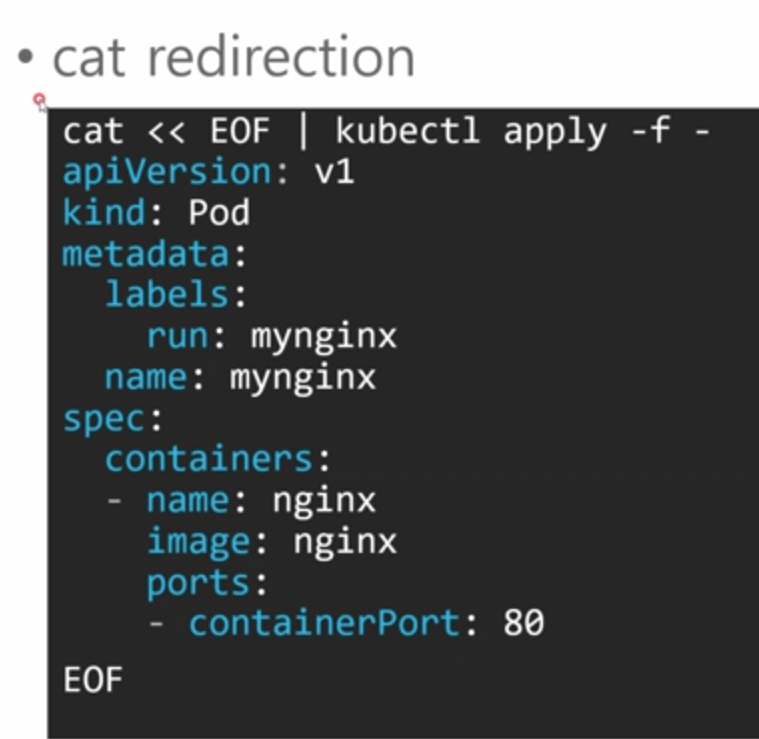 • cat redirection
cat << EOF | kubectl apply -f -
apiVersion: v1
kind: Pod
metadata:
  labels:
    run: mynginx
  name: mynginx
spec:
  containers:
  - name: nginx
    image: nginx
    ports:
    - containerPort: 80
EOF